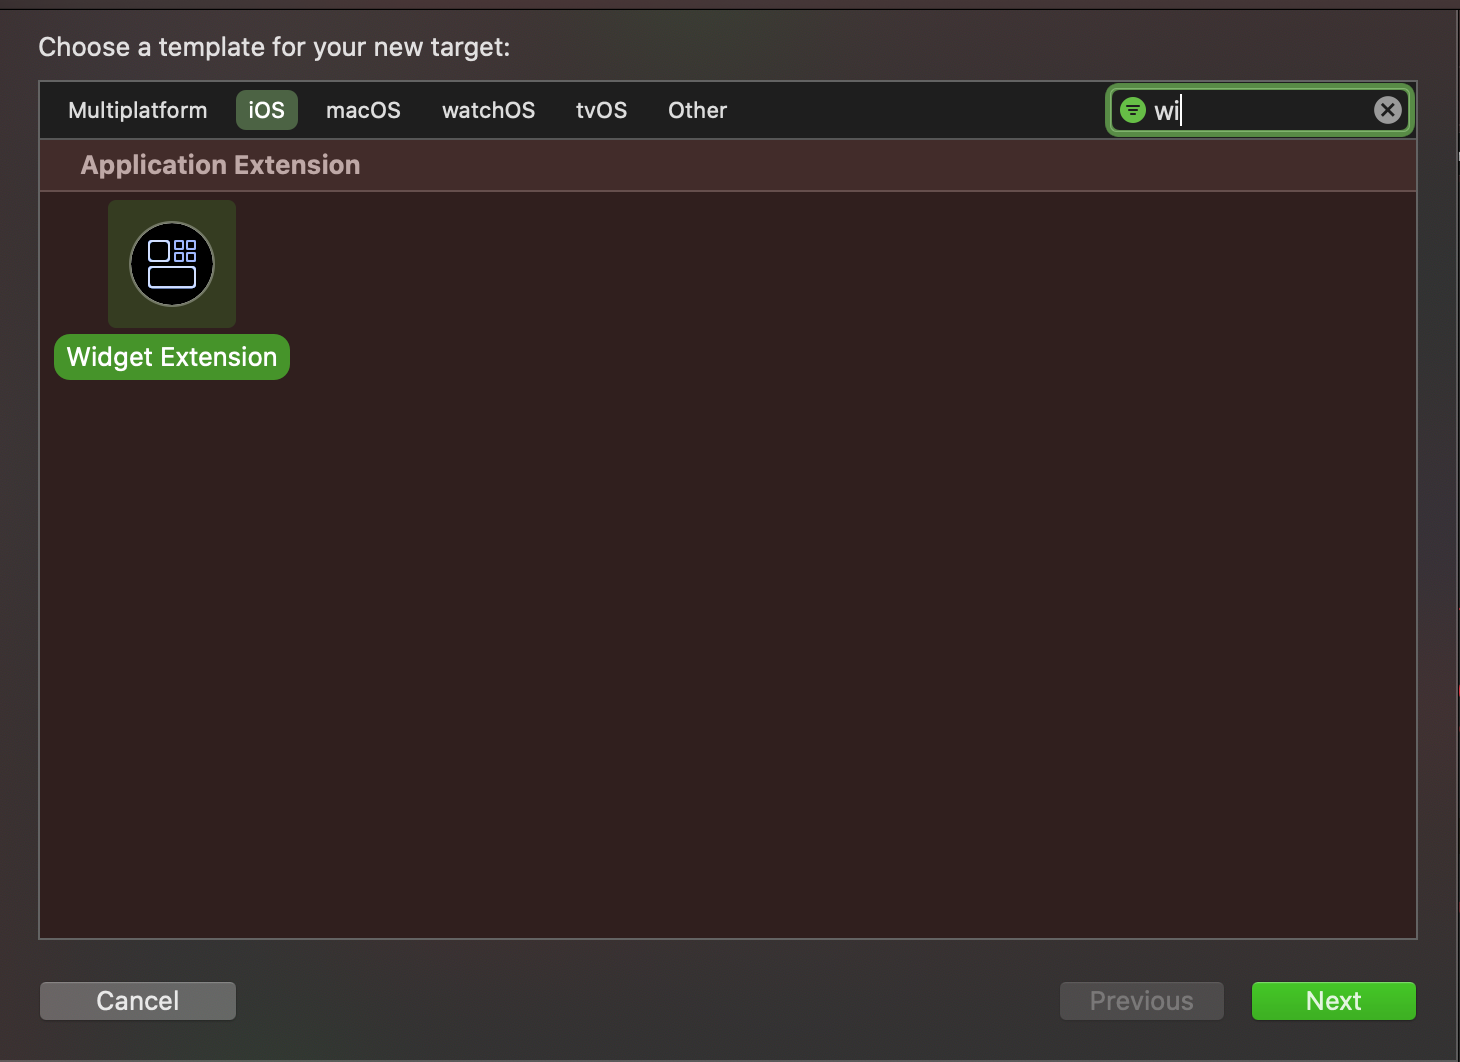 Choose a template for your new target:
Multiplatform iOS macOS watchOS tvOS Other wi
Application Extension
Widget Extension
Cancel Previous Next